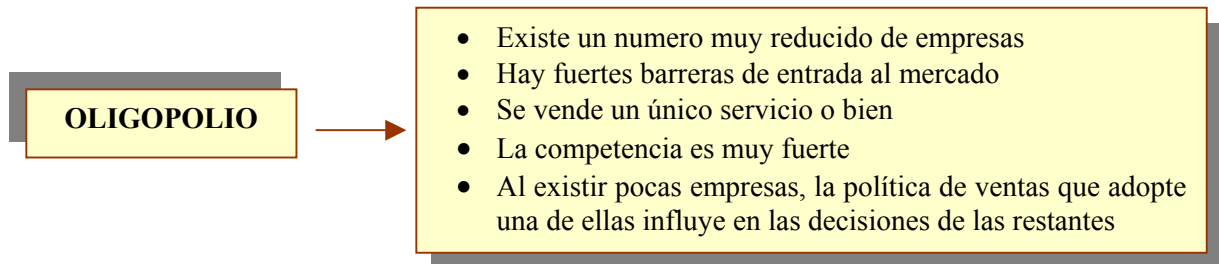 OLIGOPOLIO
• Existe un numero muy reducido de empresas
• Hay fuertes barreras de entrada al mercado
• Se vende un único servicio o bien
• La competencia es muy fuerte
• Al existir pocas empresas, la política de ventas que adopte
una de ellas influye en las decisiones de las restantes